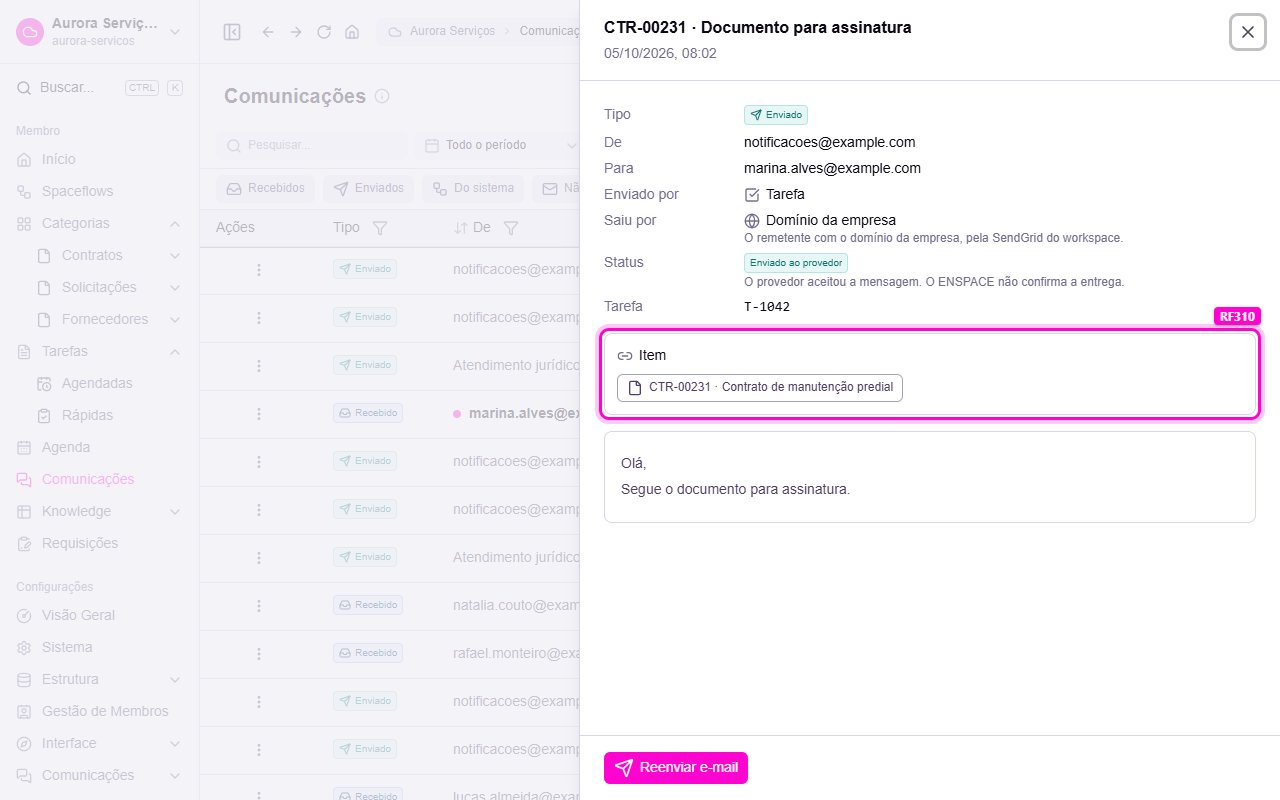 Aurora Serviç...
aurora-servicos
Buscar...
CTRL
K
Membro
Início
Spaceflows
Categorias
Contratos
Solicitações
Fornecedores
Tarefas
Agendadas
Rápidas
Agenda
Comunicações
Knowledge
Requisições
Configurações
Visão Geral
Sistema
Estrutura
Gestão de Membros
Interface
Comunicações
Aurora Serviços
Comunicaç
Comunicações
Pesquisar...
Todo o período
Recebidos
Enviados
Do sistema
Nã
Ações
Tipo
De
Enviado
notificacoes@examp
Enviado
notificacoes@examp
Enviado
Atendimento jurídico
Recebido
marina.alves@ex
Enviado
notificacoes@examp
Enviado
notificacoes@examp
Enviado
Atendimento jurídico
Recebido
natalia.couto@exam
Recebido
rafael.monteiro@exa
Enviado
notificacoes@examp
Enviado
notificacoes@examp
Recebido
lucas.almeida@exam
CTR-00231 · Documento para assinatura
05/10/2026, 08:02
Tipo
Enviado
De
notificacoes@example.com
Para
marina.alves@example.com
Enviado por
Tarefa
Saiu por
Domínio da empresa
O remetente com o domínio da empresa, pela SendGrid do workspace.
Status
Enviado ao provedor
O provedor aceitou a mensagem. O ENSPACE não confirma a entrega.
Tarefa
T-1042
RF310
Item
CTR-00231 · Contrato de manutenção predial
Olá,
Segue o documento para assinatura.
Reenviar e-mail